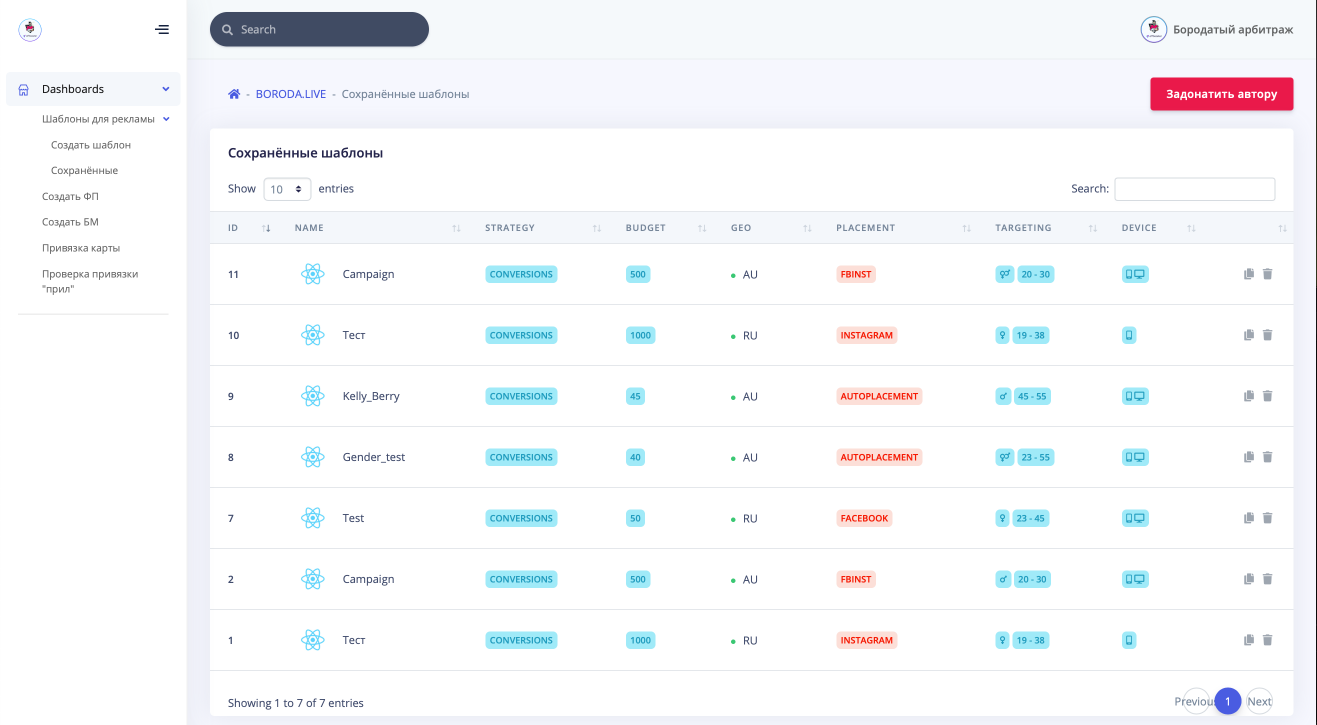 Search
Бородатый арбитраж
Dashboards
Шаблоны для рекламы
Создать шаблон
Сохранённые
Создать ФП
Создать БМ
Привязка карты
Проверка привязки
"прил"
- BORODA.LIVE - Сохранённые шаблоны
Задонатить автору
Сохранённые шаблоны
Show 10 entries
Search:
ID NAME STRATEGY BUDGET GEO PLACEMENT TARGETING DEVICE
11 Campaign CONVERSIONS 500 AU FBINST 20 - 30
10 Тест CONVERSIONS 1000 RU INSTAGRAM 19 - 38
9 Kelly_Berry CONVERSIONS 45 AU AUTOPLACEMENT 45 - 55
8 Gender_test CONVERSIONS 40 AU AUTOPLACEMENT 23 - 55
7 Test CONVERSIONS 50 RU FACEBOOK 23 - 45
2 Campaign CONVERSIONS 500 AU FBINST 20 - 30
1 Тест CONVERSIONS 1000 RU INSTAGRAM 19 - 38
Showing 1 to 7 of 7 entries
Previous 1 Next